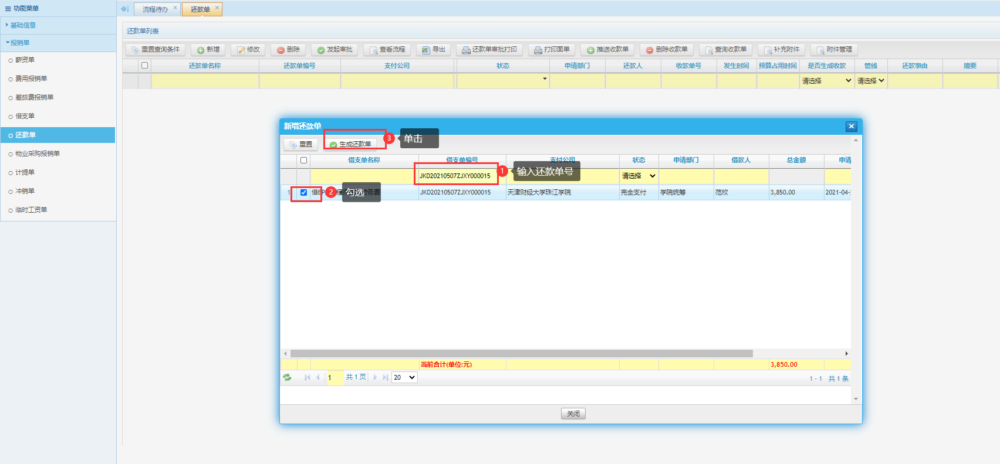 功能菜单
流程待办
还款单
基础信息
报销单
薪资单
费用报销单
差旅费报销单
借支单
还款单
物业采购报销单
计提单
冲销单
临时工资单
还款单列表
重置查询条件 新增 修改 删除 发起审批 查看流程 导出 还款单审批打印 打印面单 推送收款单 删除收款单 查询收款单 补充附件 附件管理
还款单名称 还款单编号 支付公司 状态 申请部门 还款人 收款单号 发生时间 预算占用时间 是否生成收款 管线 还款事由 摘要
请选择 请选择
新增还款单
重置 生成还款单 3 单击
借支单名称 借支单编号 支付公司 状态 申请部门 借款人 总金额 申请
JKD20210507ZJXY000015 1 输入还款单号 请选择
1 2 勾选 务费 JKD20210507ZJXY000015 天津财经大学珠江学院 完全支付 学院统筹 范欣 3,850.00 2021-04-
当前合计(单位:元) 3,850.00
1 共 1 页 20 1 - 1 共 1 条
关闭